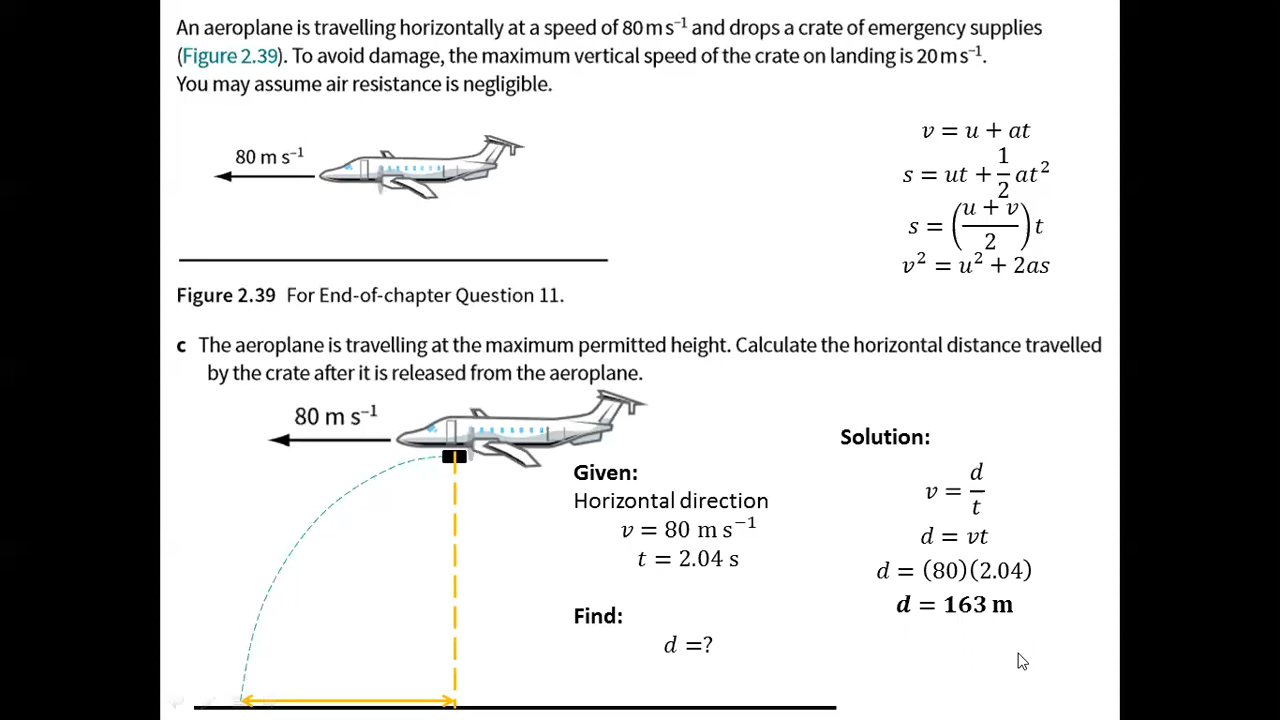 An aeroplane is travelling horizontally at a speed of 80 m s⁻¹ and drops a crate of emergency supplies
(Figure 2.39). To avoid damage, the maximum vertical speed of the crate on landing is 20 m s⁻¹.
You may assume air resistance is negligible.
80 m s⁻¹
v = u + at
s = ut + 1/2 at²
s = ((u + v)/2) t
v² = u² + 2as
Figure 2.39 For End-of-chapter Question 11.
c The aeroplane is travelling at the maximum permitted height. Calculate the horizontal distance travelled
by the crate after it is released from the aeroplane.
80 m s⁻¹
Given:
Horizontal direction
v = 80 m s⁻¹
t = 2.04 s
Find:
d =?
Solution:
v = d/t
d = vt
d = (80)(2.04)
d = 163 m